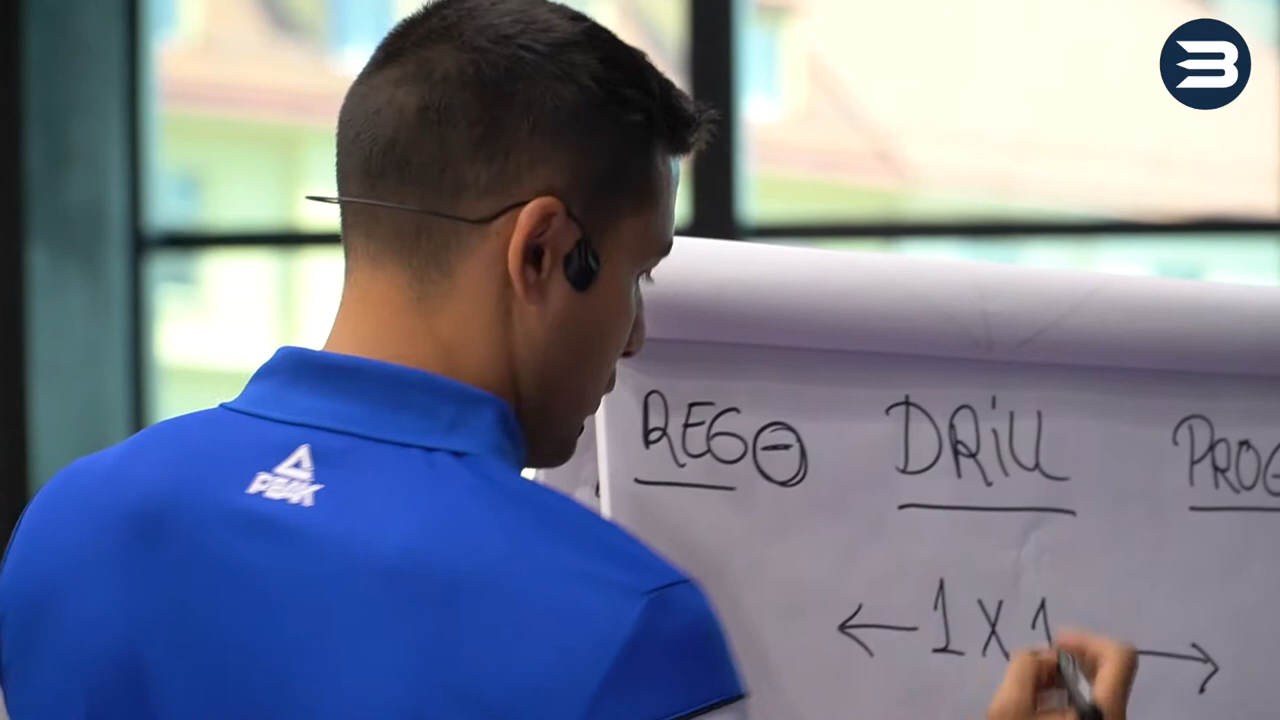 PEAK
REG⊖ DRill PROG
← 1 X 1 →